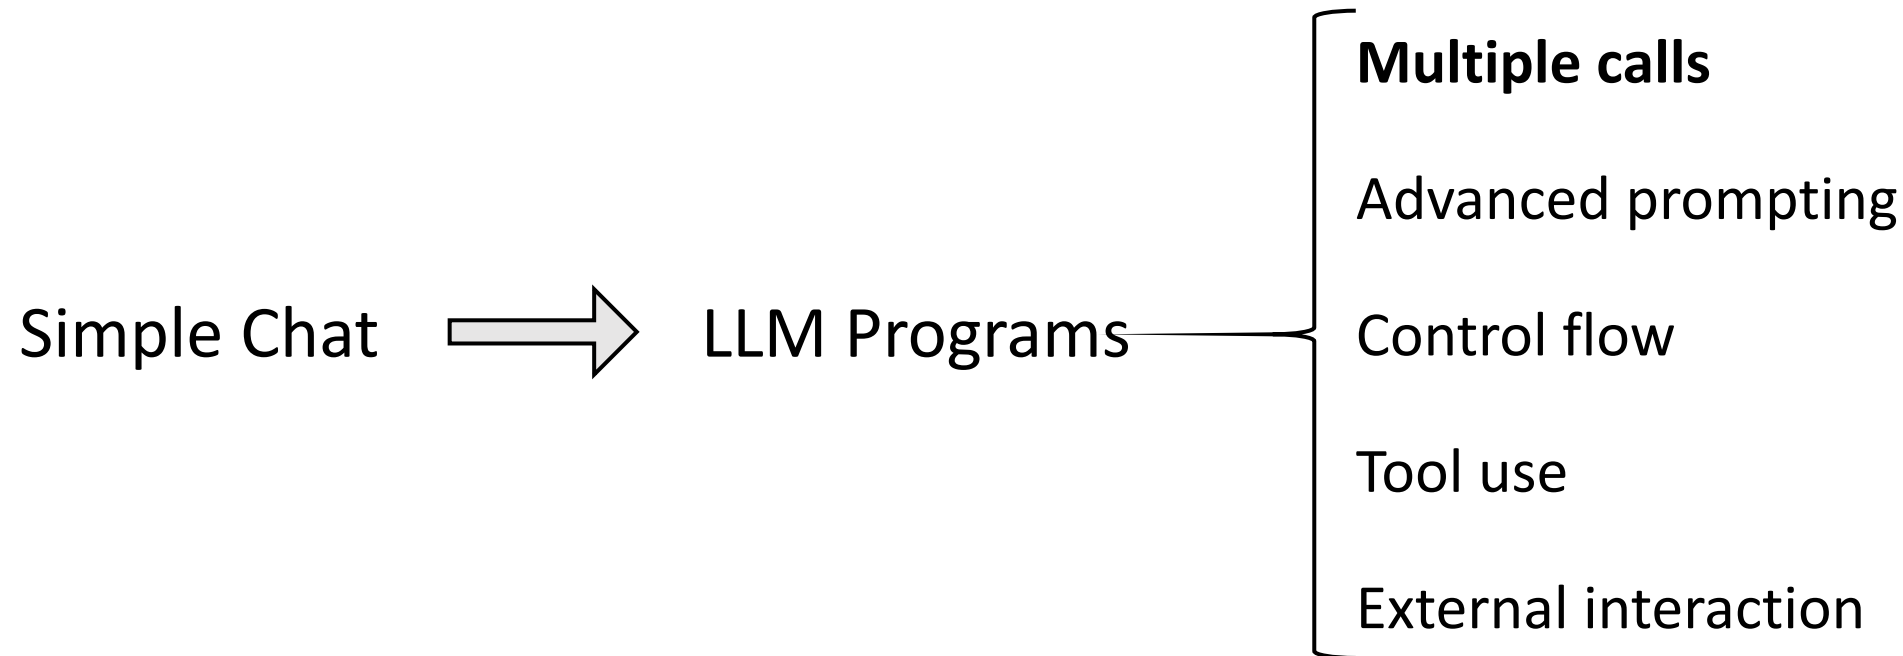 Simple Chat
LLM Programs
Multiple calls
Advanced prompting
Control flow
Tool use
External interaction